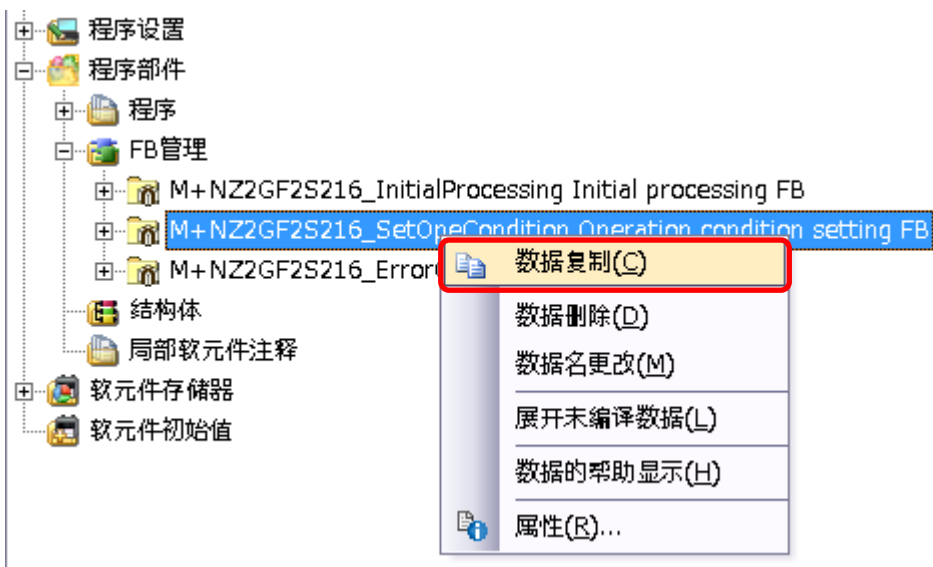 程序设置
程序部件
程序
FB管理
M+NZ2GF2S216_InitialProcessing Initial processing FB
M+NZ2GF2S216_SetOpeCondition Operation condition setting FB
M+NZ2GF2S216_Error
数据复制(C)
结构体
数据删除(D)
局部软元件注释
数据名更改(M)
软元件存储器
展开未编译数据(L)
软元件初始值
数据的帮助显示(H)
属性(R)...